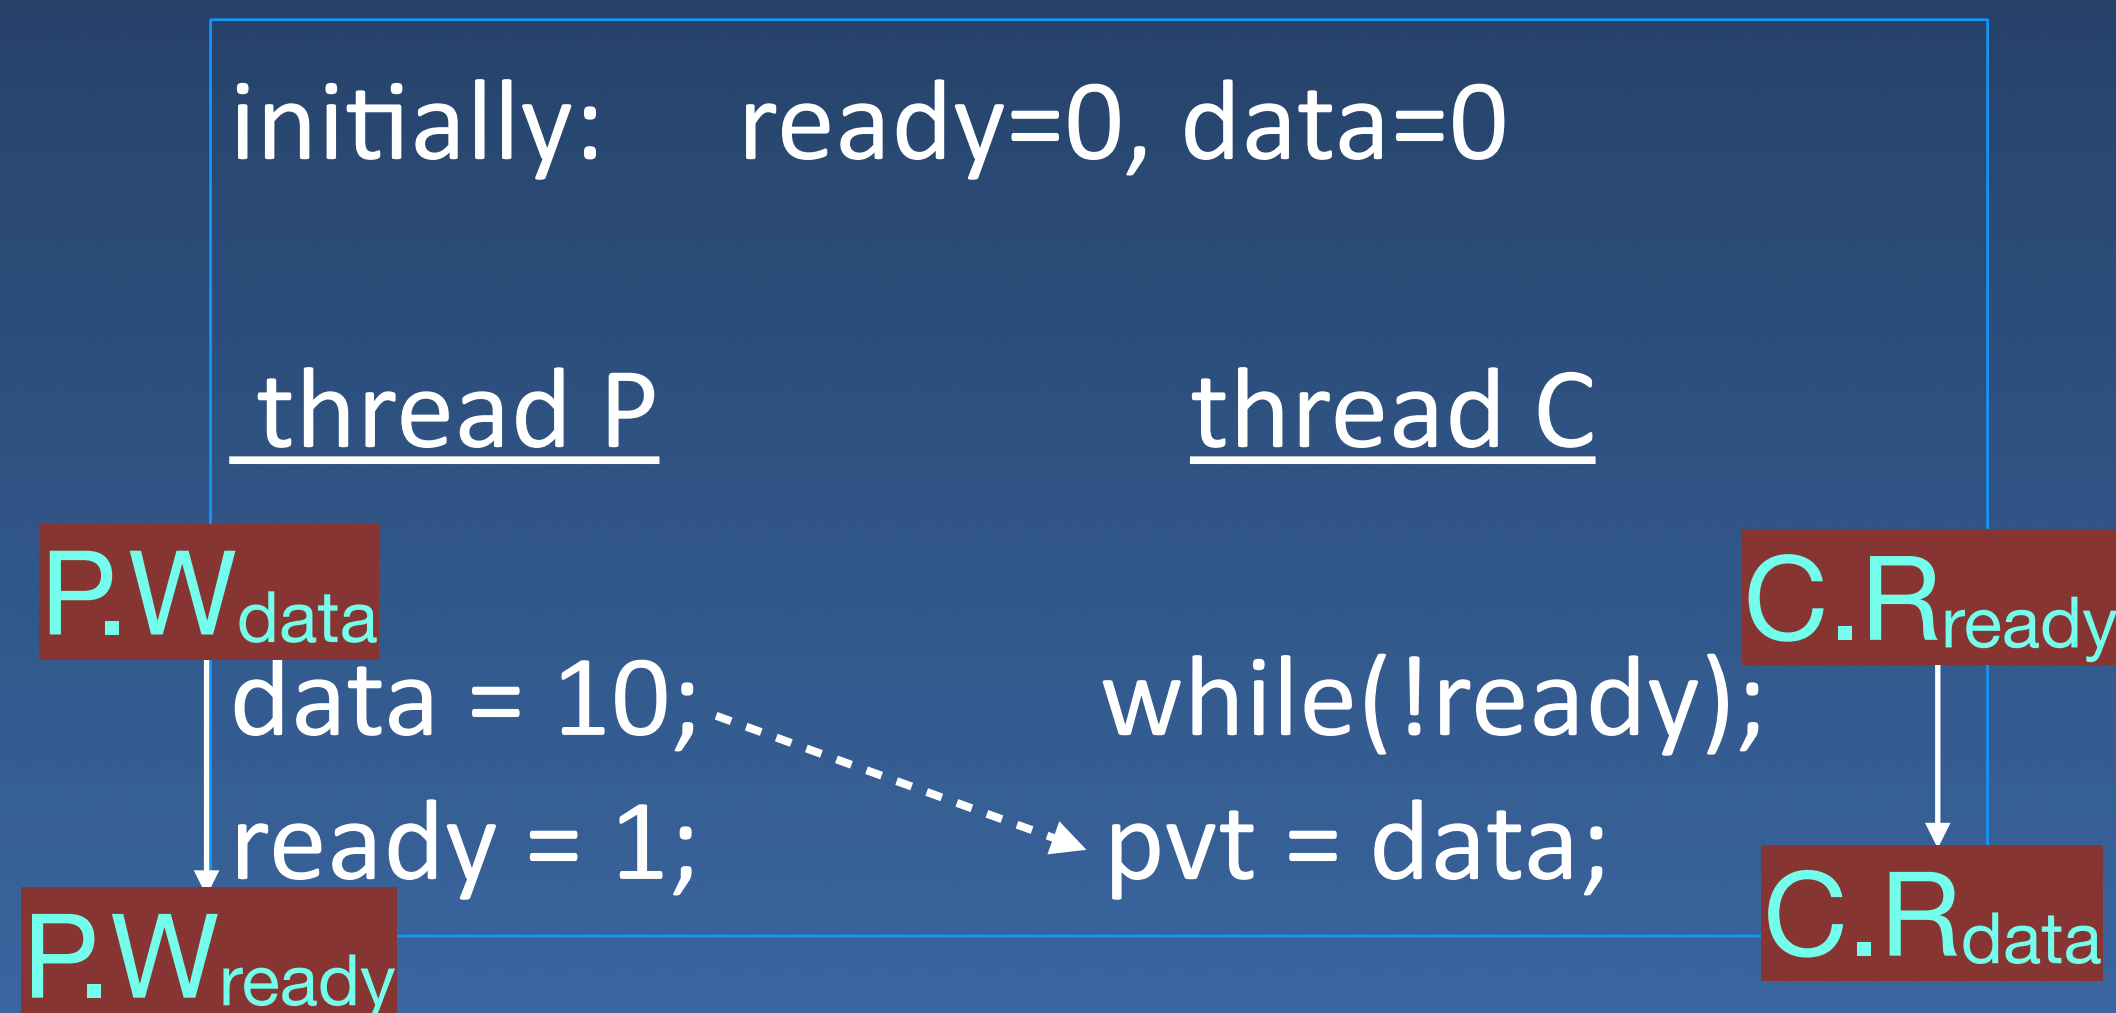 initially: ready=0, data=0
thread P thread C
P.Wdata C.Rready
data = 10; while(!ready);
ready = 1; pvt = data;
P.Wready C.Rdata